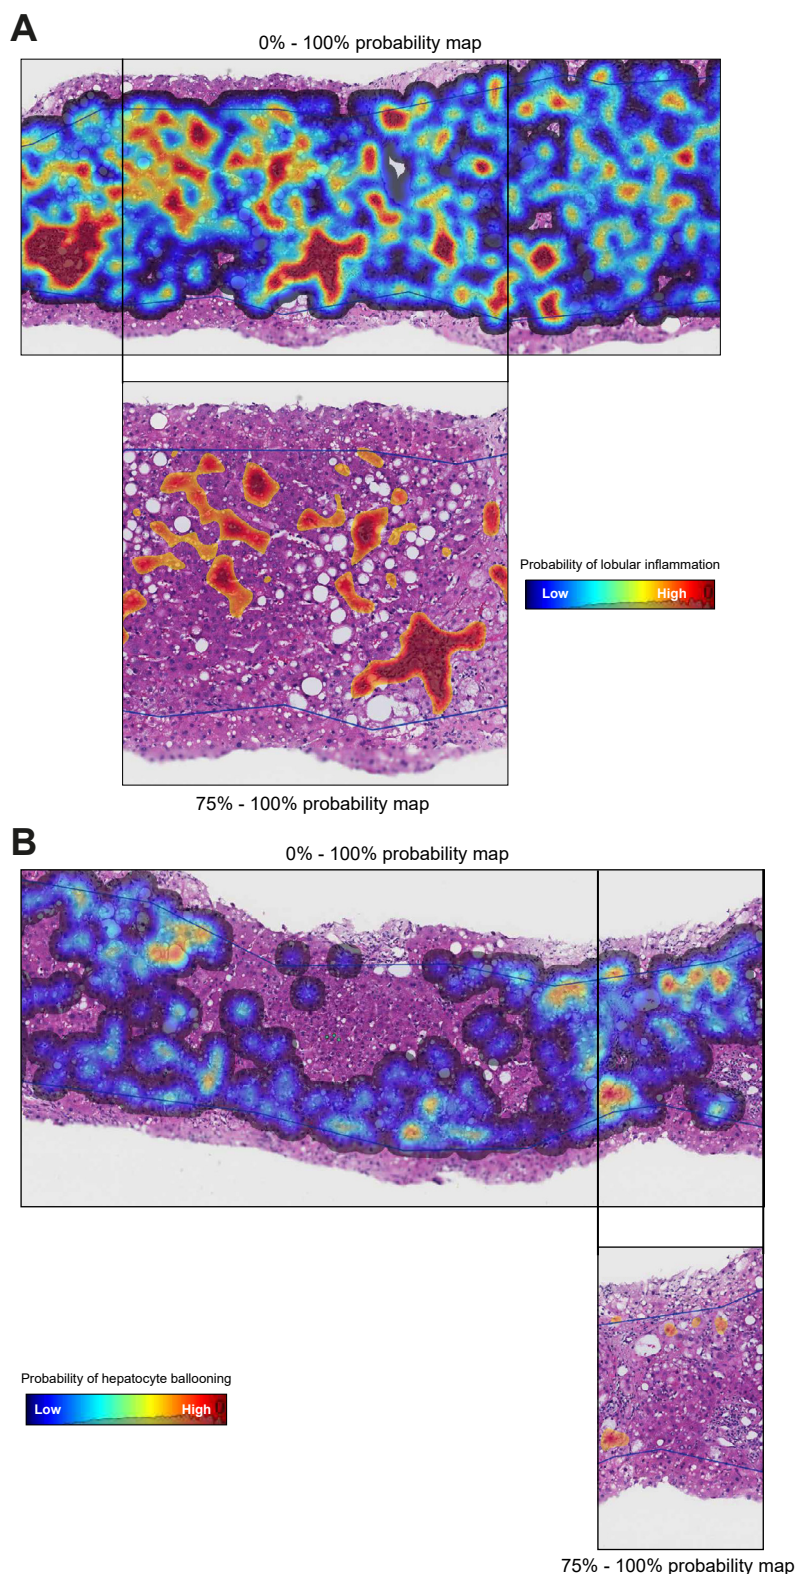 A
0% - 100% probability map
Probability of lobular inflammation
Low High
75% - 100% probability map
B
0% - 100% probability map
Probability of hepatocyte ballooning
Low High
75% - 100% probability map